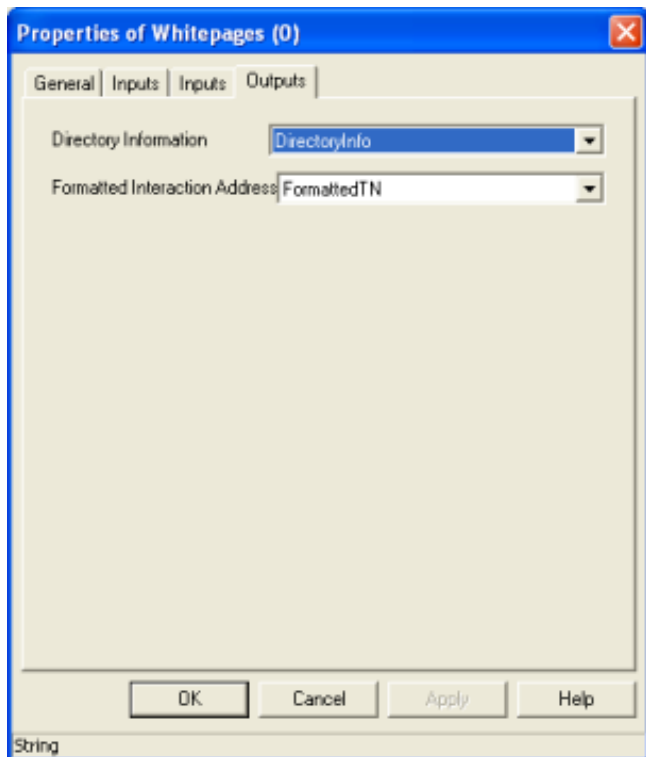 Properties of Whitepages (0)
General Inputs Inputs Outputs
Directory Information DirectoryInfo
Formatted Interaction Address FormattedTN
OK Cancel Apply Help
String